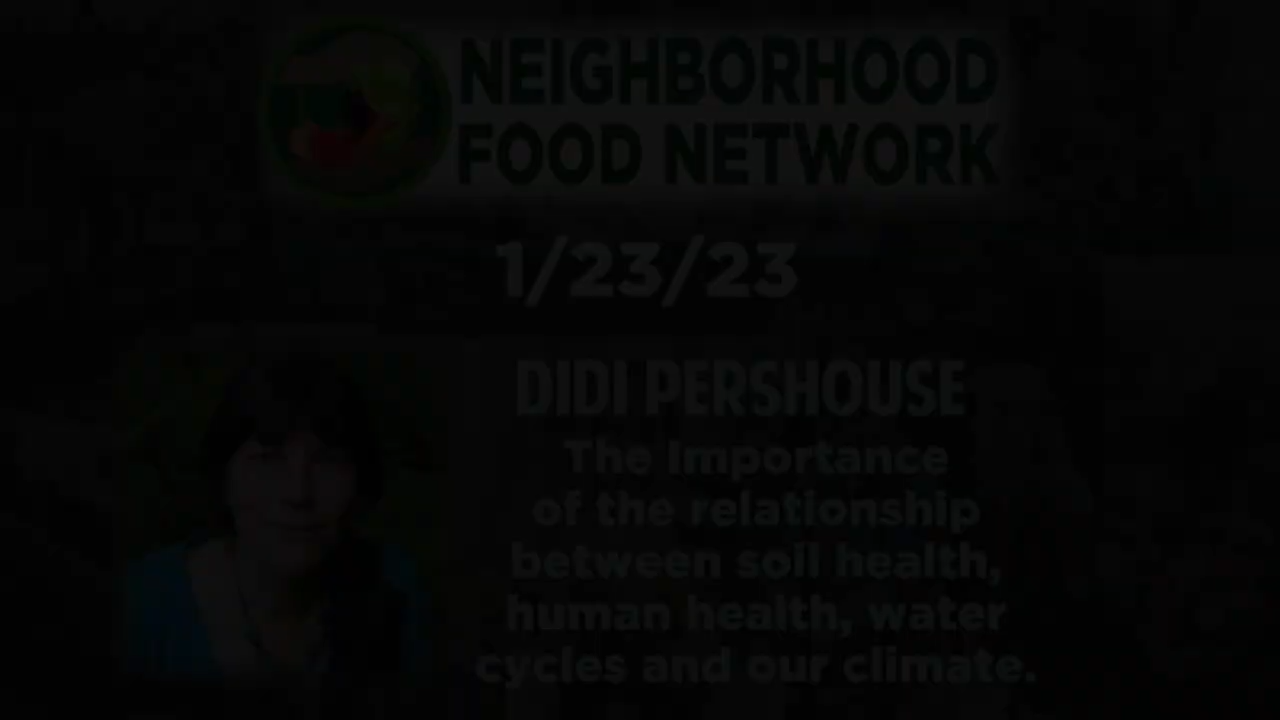 NEIGHBORHOOD
FOOD NETWORK
1/23/23
DIDI PERSHOUSE
The Importance
of the relationship
between soil health,
human health, water
cycles and our climate.